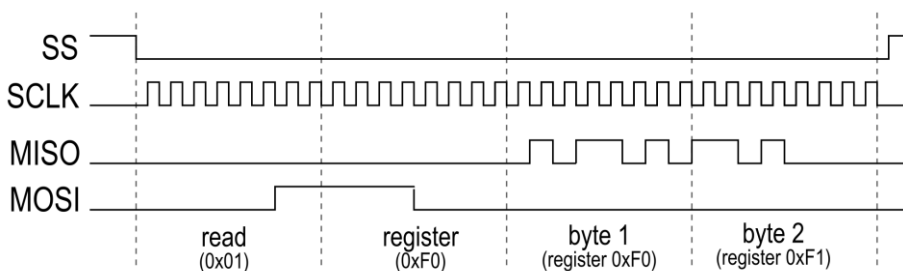 SS
SCLK
MISO
MOSI
read
(0x01)
register
(0xF0)
byte 1
(register 0xF0)
byte 2
(register 0xF1)